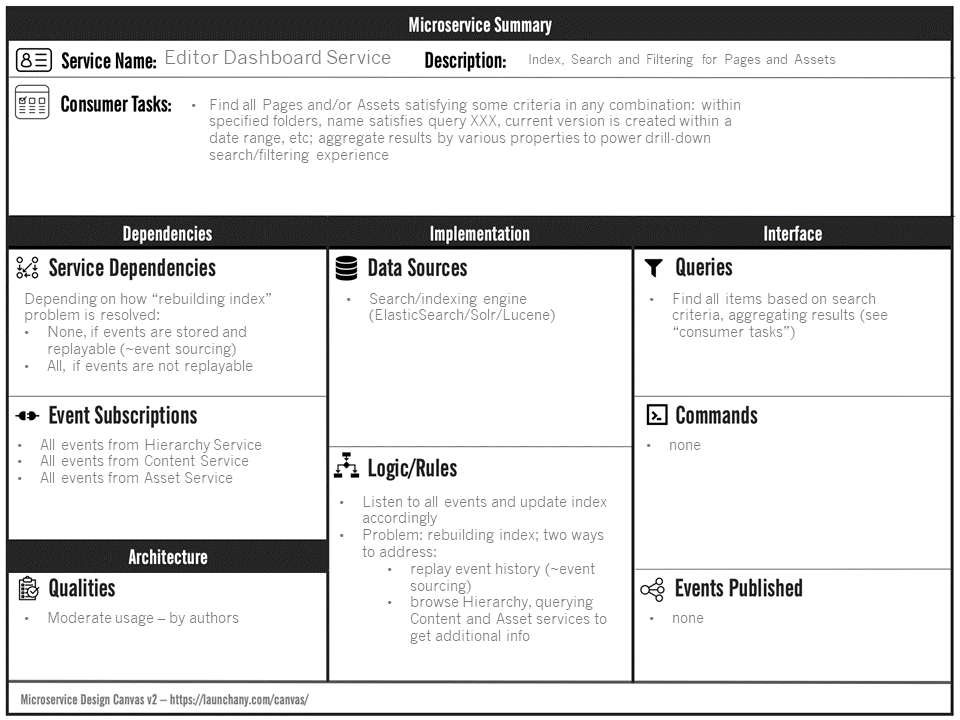 Microservice Summary
Service Name: Editor Dashboard Service Description: Index, Search and Filtering for Pages and Assets
Consumer Tasks: • Find all Pages and/or Assets satisfying some criteria in any combination: within
specified folders, name satisfies query XXX, current version is created within a
date range, etc; aggregate results by various properties to power drill-down
search/filtering experience
Dependencies
Service Dependencies
Depending on how “rebuilding index”
problem is resolved:
• None, if events are stored and
replayable (~event sourcing)
• All, if events are not replayable
Event Subscriptions
• All events from Hierarchy Service
• All events from Content Service
• All events from Asset Service
Architecture
Qualities
• Moderate usage – by authors
Implementation
Data Sources
• Search/indexing engine
(ElasticSearch/Solr/Lucene)
Logic/Rules
• Listen to all events and update index
accordingly
• Problem: rebuilding index; two ways
to address:
• replay event history (~event
sourcing)
• browse Hierarchy, querying
Content and Asset services to
get additional info
Interface
Queries
• Find all items based on search
criteria, aggregating results (see
“consumer tasks”)
Commands
• none
Events Published
• none
Microservice Design Canvas v2 – https://launchany.com/canvas/